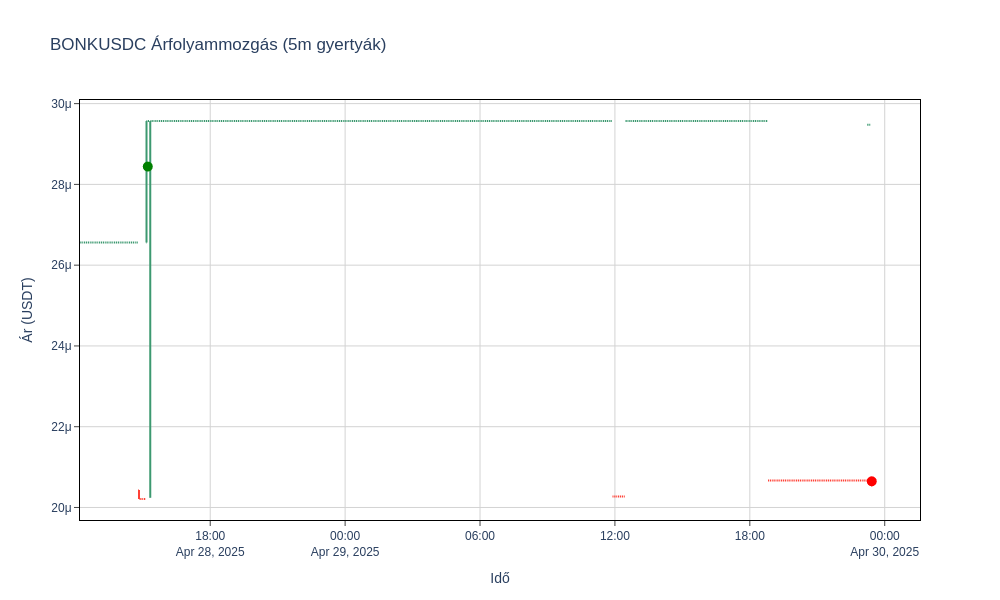 BONKUSDC Árfolyammozgás (5m gyertyák)
30μ
28μ
26μ
24μ
22μ
20μ
Ár (USDT)
18:00
Apr 28, 2025
00:00
Apr 29, 2025
06:00
12:00
18:00
00:00
Apr 30, 2025
Idő